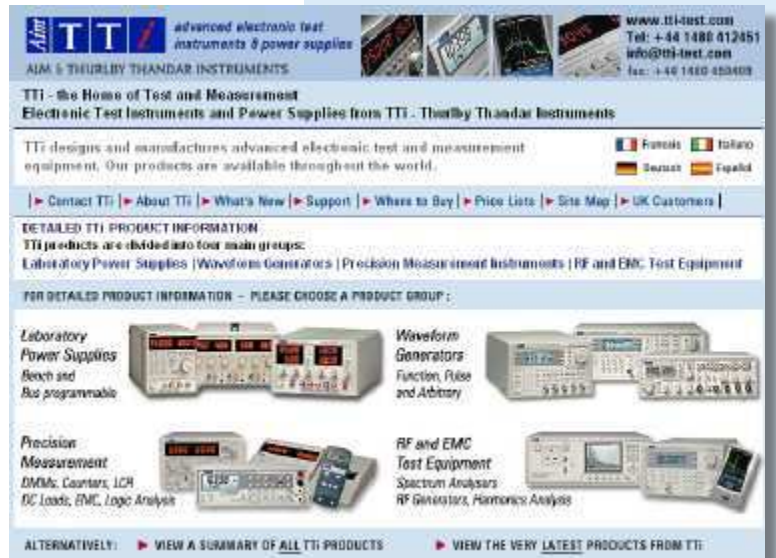 Aim TTi
advanced electronic test
instruments & power supplies
AIM & THURLBY THANDAR INSTRUMENTS
www.tti-test.com
Tel: +44 1480 412451
info@tti-test.com
fax: +44 1480 450409
TTi - the Home of Test and Measurement
Electronic Test Instruments and Power Supplies from TTi - Thurlby Thandar Instruments
TTi designs and manufactures advanced electronic test and measurement
equipment. Our products are available throughout the world.
Francais Italiano
Deutsch Español
| Contact TTi | About TTi | What's New | Support | Where to Buy | Price Lists | Site Map | UK Customers |
DETAILED TTi PRODUCT INFORMATION
TTi products are divided into four main groups:
Laboratory Power Supplies | Waveform Generators | Precision Measurement Instruments | RF and EMC Test Equipment
FOR DETAILED PRODUCT INFORMATION - PLEASE CHOOSE A PRODUCT GROUP :
Laboratory
Power Supplies
Bench and
Bus programmable
Waveform
Generators
Function, Pulse
and Arbitrary
Precision
Measurement
DMMs, Counters, LCR
DC Loads, EMC, Logic Analysis
RF and EMC
Test Equipment
Spectrum Analysers
RF Generators, Harmonics Analysis
ALTERNATIVELY: VIEW A SUMMARY OF ALL TTi PRODUCTS VIEW THE VERY LATEST PRODUCTS FROM TTi